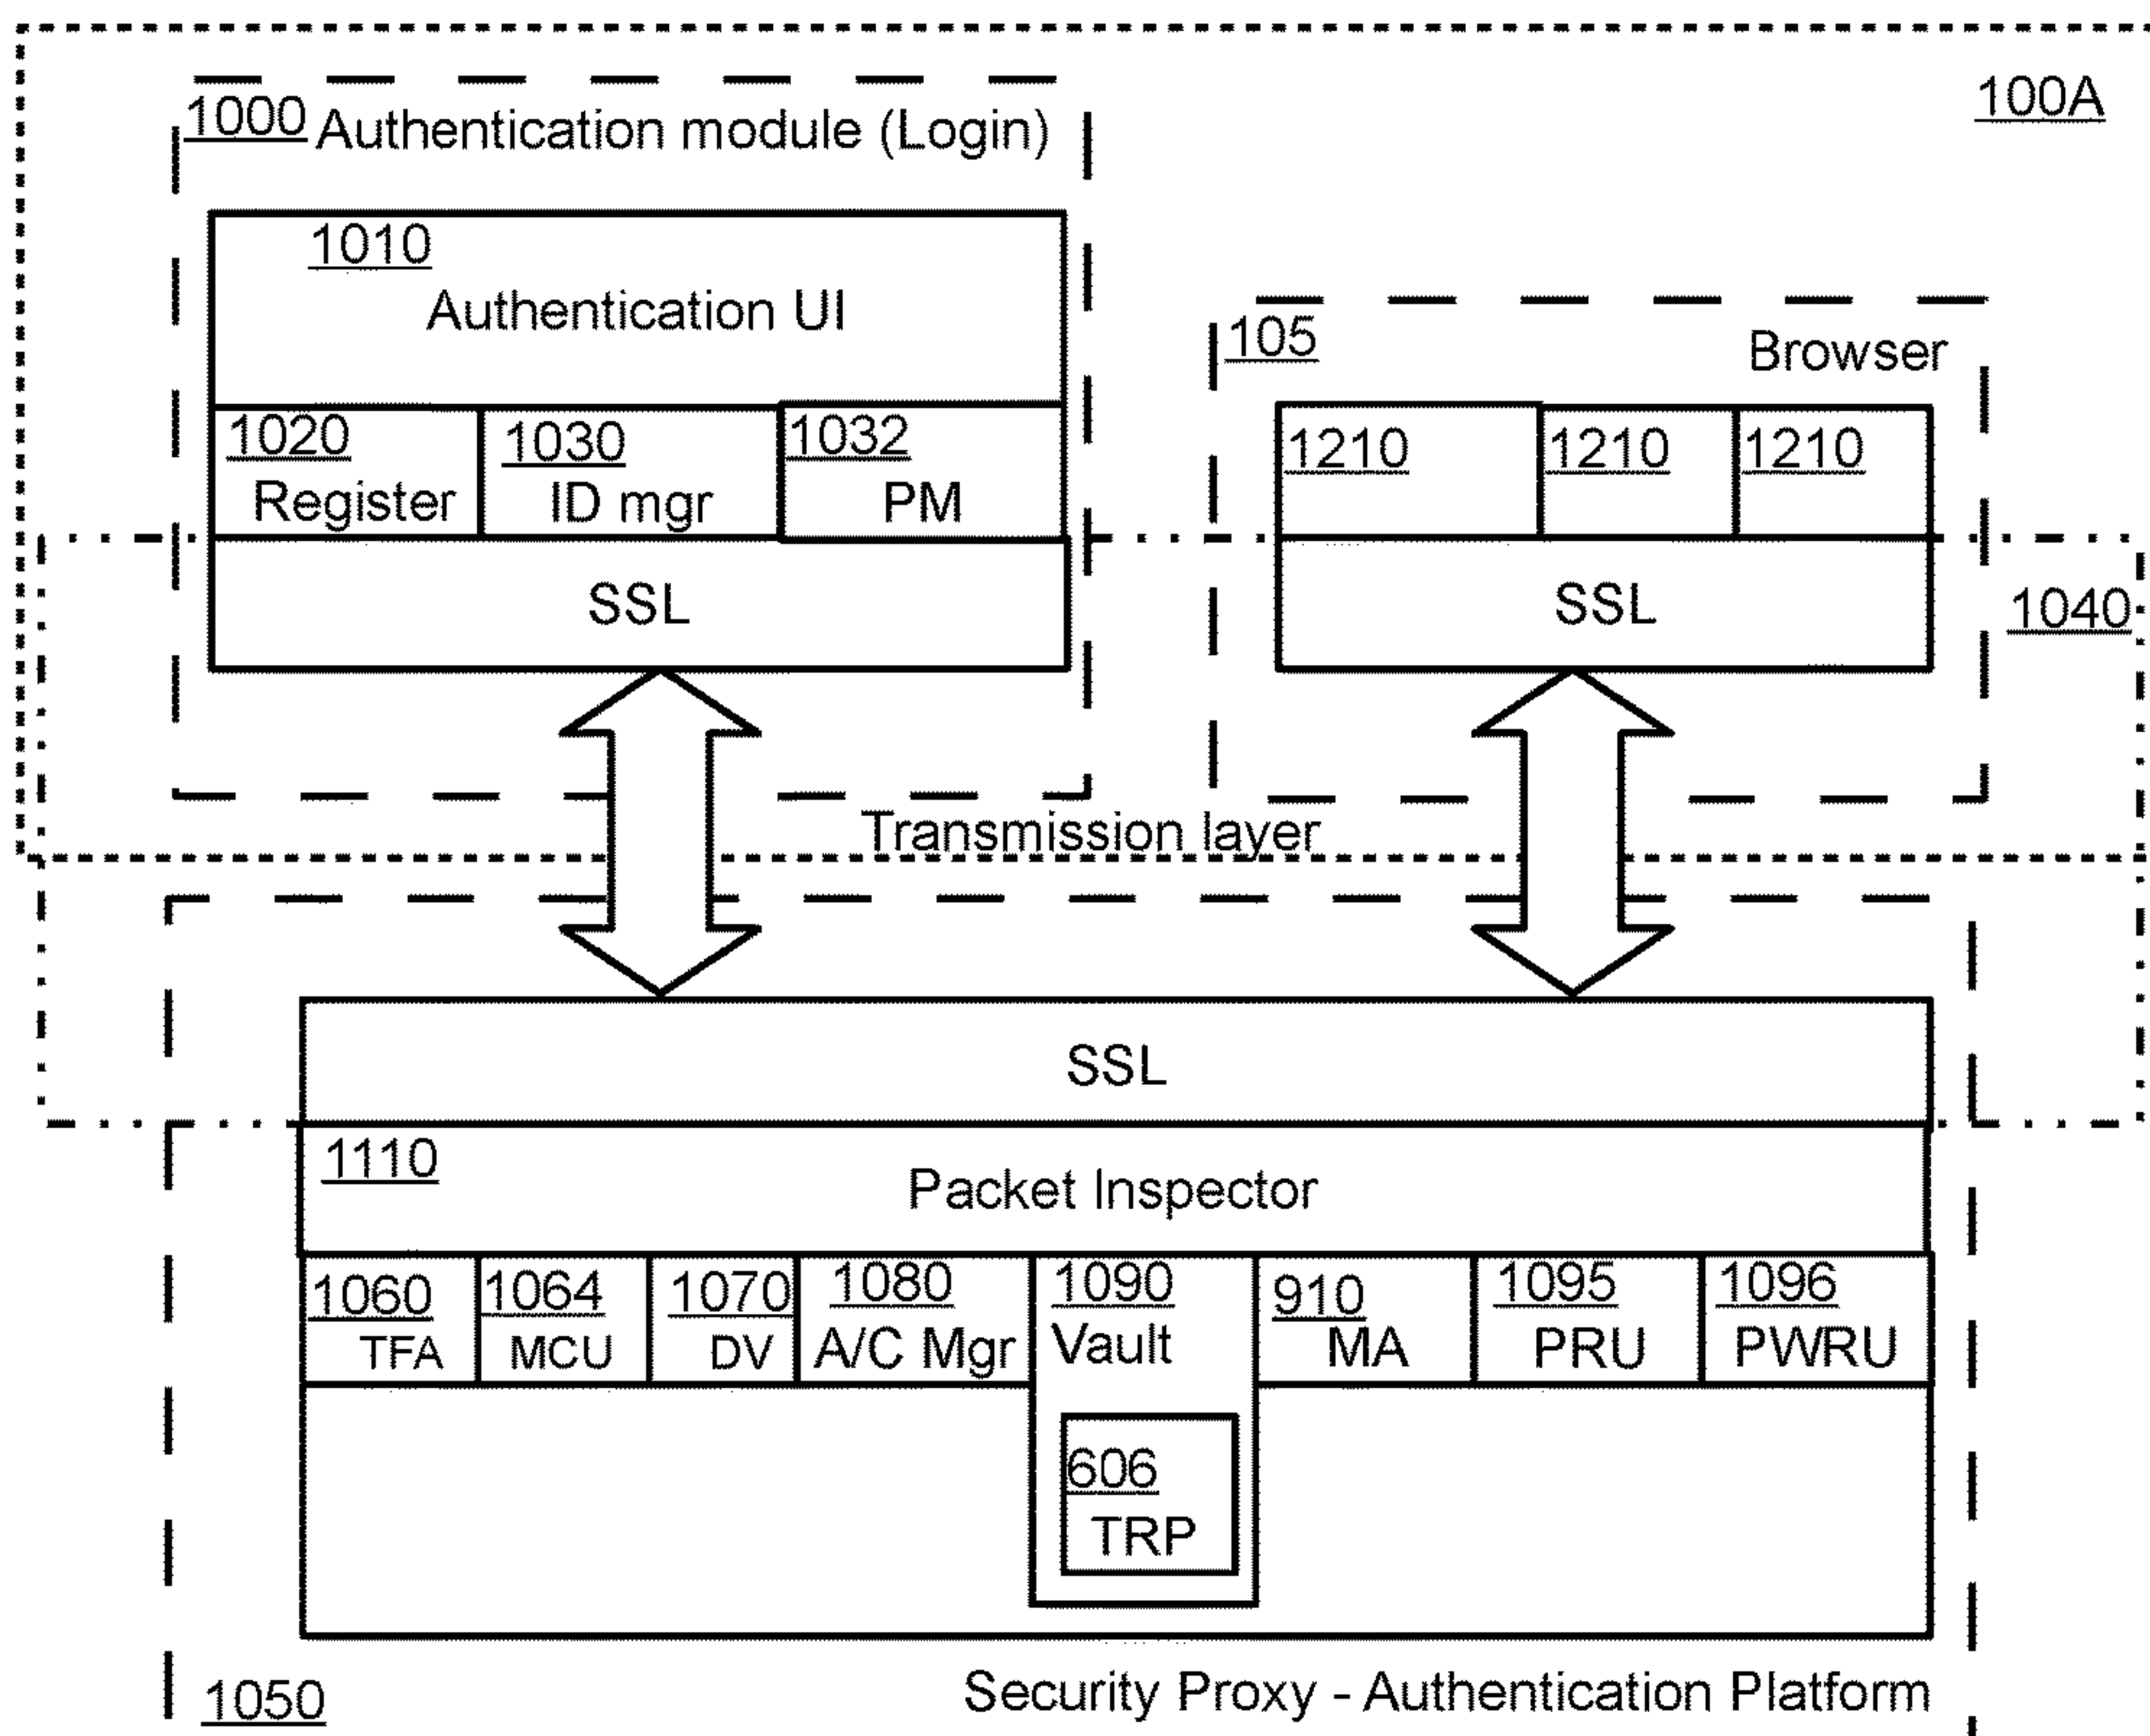 100A
1000 Authentication module (Login)
1010
Authentication UI
1020
Register
1030
ID mgr
1032
PM
SSL
105
Browser
1210
1210
1210
SSL
1040
Transmission layer
SSL
1110
Packet Inspector
1060
TFA
1064
MCU
1070
DV
1080
A/C Mgr
1090
Vault
910
MA
1095
PRU
1096
PWRU
606
TRP
1050
Security Proxy - Authentication Platform